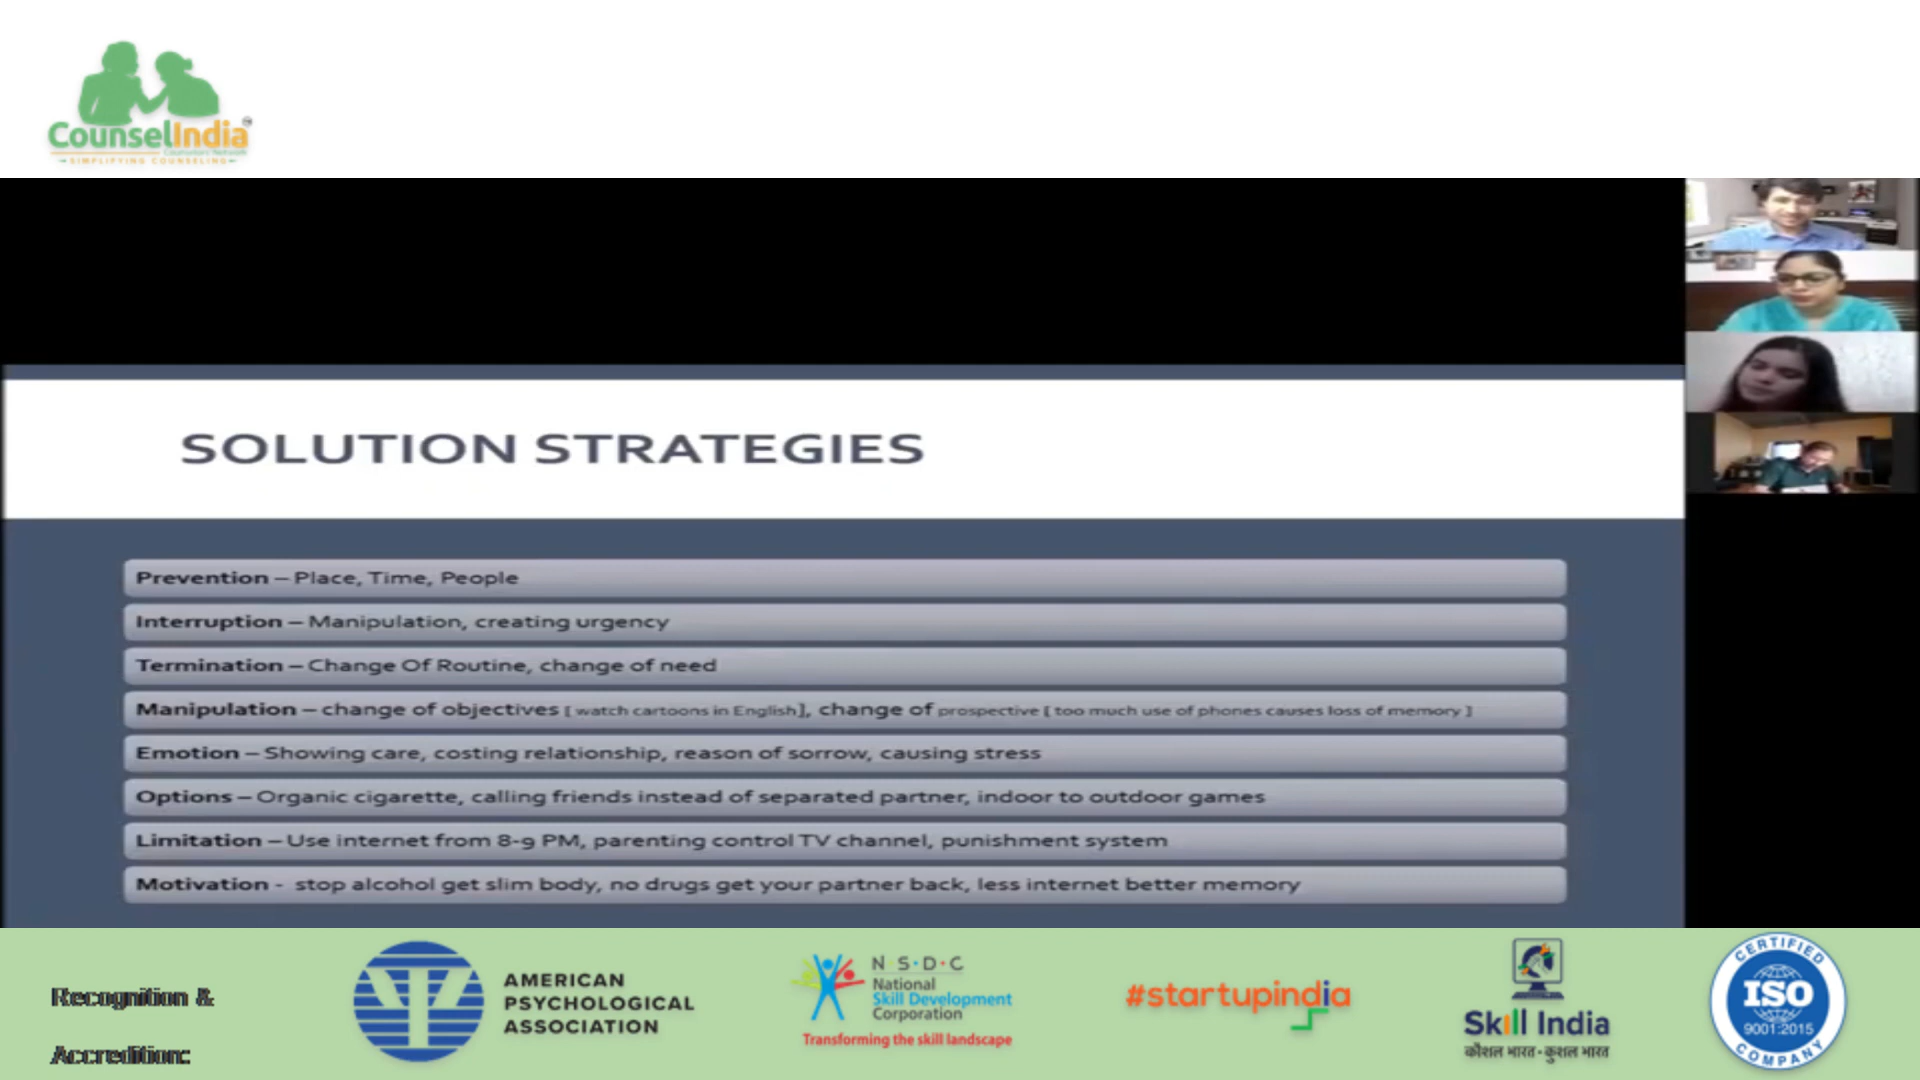 CounselIndia
Counselors Network
SIMPLIFYING COUNSELING
SOLUTION STRATEGIES
Prevention – Place, Time, People
Interruption – Manipulation, creating urgency
Termination – Change Of Routine, change of need
Manipulation – change of objectives [ watch cartoons in English], change of prospective [ too much use of phones causes loss of memory ]
Emotion – Showing care, costing relationship, reason of sorrow, causing stress
Options – Organic cigarette, calling friends instead of separated partner, indoor to outdoor games
Limitation – Use internet from 8-9 PM, parenting control TV channel, punishment system
Motivation - stop alcohol get slim body, no drugs get your partner back, less internet better memory
Recognition &
Accredition:
AMERICAN
PSYCHOLOGICAL
ASSOCIATION
N S·D·C
National
Skill Development
Corporation
Transforming the skill landscape
#startupindia
Skill India
कौशल भारत - कुशल भारत
CERTIFIED
ISO
9001:2015
COMPANY